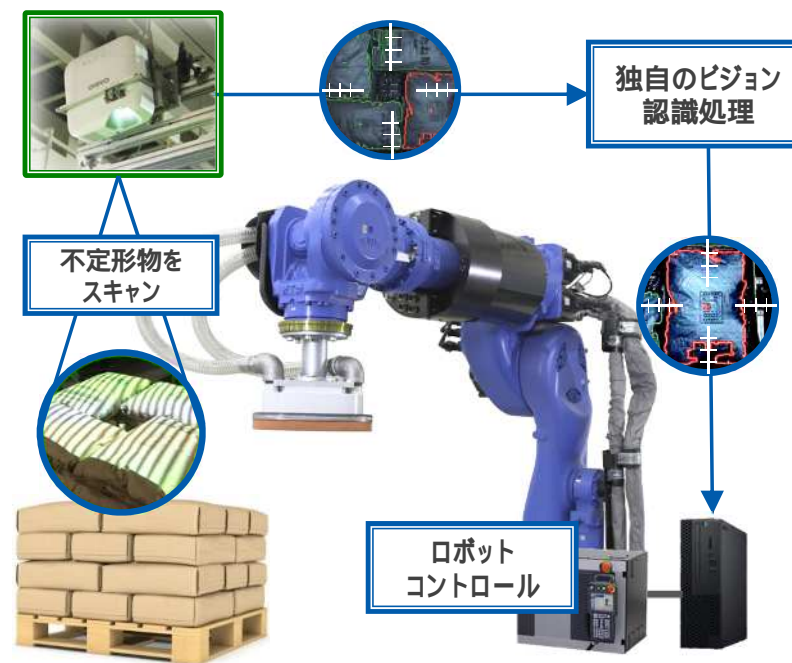 独自のビジョン
認識処理
不定形物を
スキャン
ロボット
コントロール